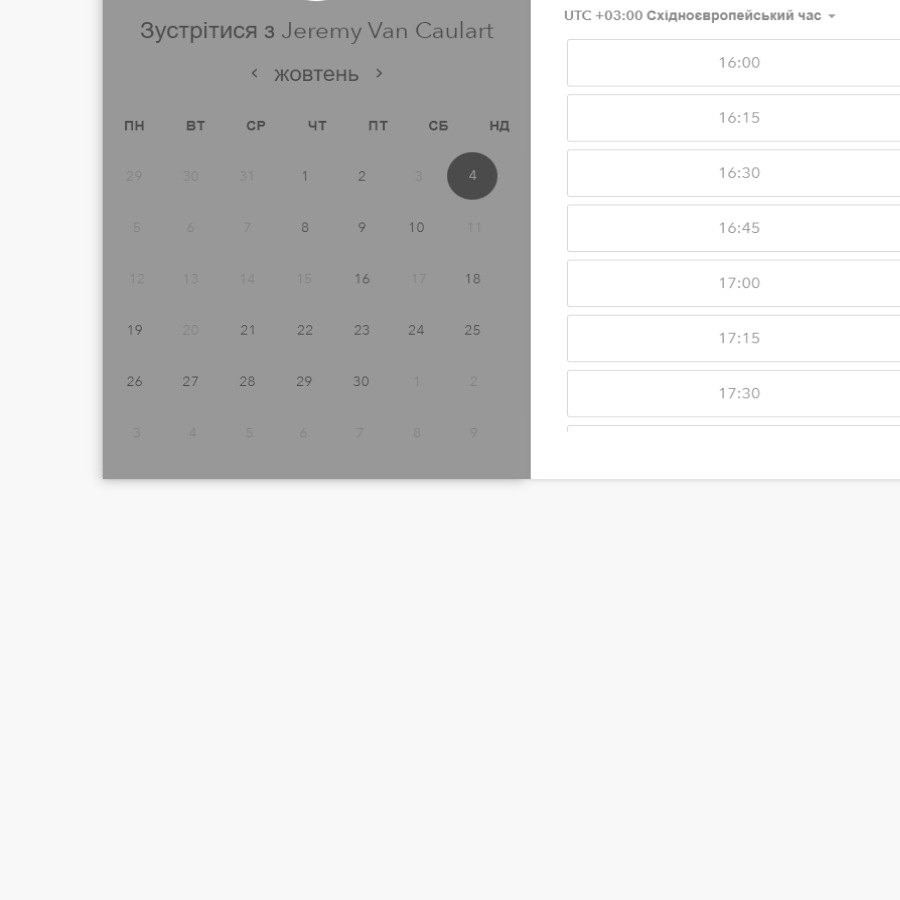 Зустрітися з Jeremy Van Caulart
‹ жовтень ›
ПН ВТ СР ЧТ ПТ СБ НД
29 30 31 1 2 3 4
5 6 7 8 9 10 11
12 13 14 15 16 17 18
19 20 21 22 23 24 25
26 27 28 29 30 1 2
3 4 5 6 7 8 9
UTC +03:00 Східноєвропейський час
16:00
16:15
16:30
16:45
17:00
17:15
17:30